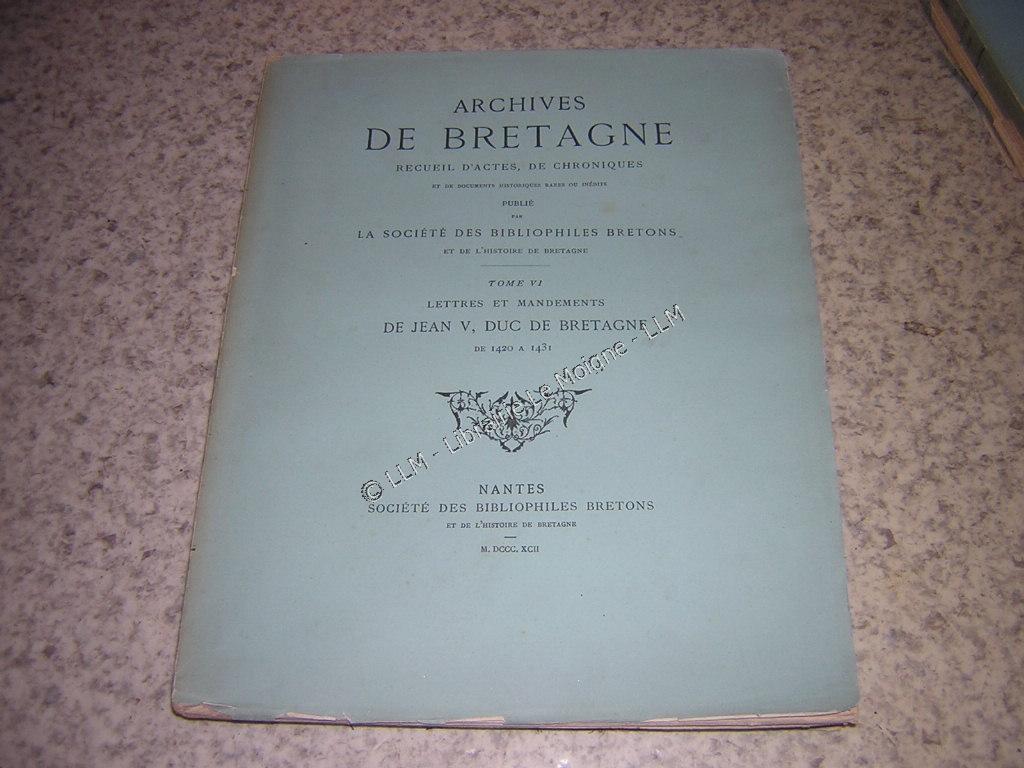 ARCHIVES
DE BRETAGNE
RECUEIL D'ACTES, DE CHRONIQUES
ET DE DOCUMENTS HISTORIQUES RARES OU INÉDITS
PUBLIÉ
PAR
LA SOCIÉTÉ DES BIBLIOPHILES BRETONS
ET DE L'HISTOIRE DE BRETAGNE
TOME VI
LETTRES ET MANDEMENTS
DE JEAN V, DUC DE BRETAGNE
DE 1420 A 1431
© LLM - Librairie Le Moigne - LLM
NANTES
SOCIÉTÉ DES BIBLIOPHILES BRETONS
ET DE L'HISTOIRE DE BRETAGNE
M. DCCC. XCII